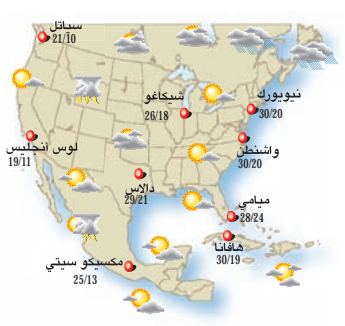 سياتل
21/10
شيكاغو
26/18
نيويورك
30/20
لوس انجليس
19/11
واشنطن
30/20
دالاس
29/21
ميامي
28/24
هافانا
30/19
مكسيكو سيتي
25/13